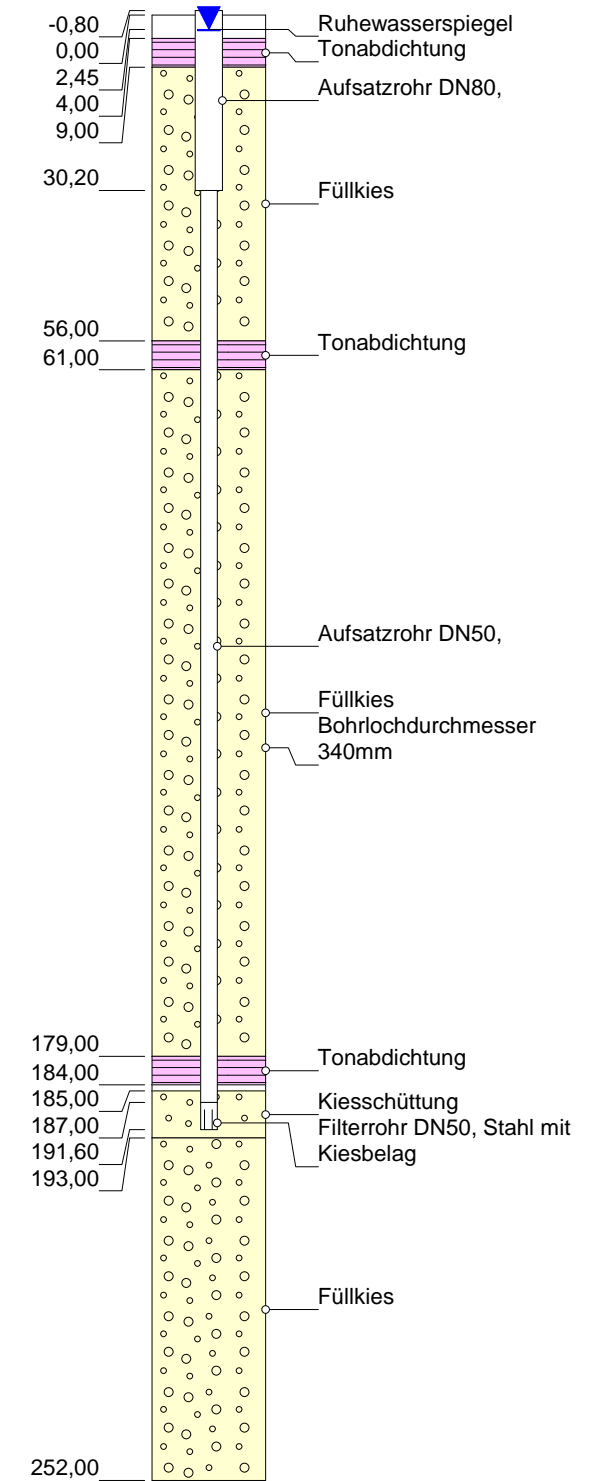 -0,80
0,00
2,45
4,00
9,00
30,20
56,00
61,00
179,00
184,00
185,00
187,00
191,60
193,00
252,00
Ruhewasserspiegel
Tonabdichtung
Aufsatzrohr DN80,
Füllkies
Tonabdichtung
Aufsatzrohr DN50,
Füllkies
Bohrlochdurchmesser
340mm
Tonabdichtung
Kiesschüttung
Filterrohr DN50, Stahl mit
Kiesbelag
Füllkies